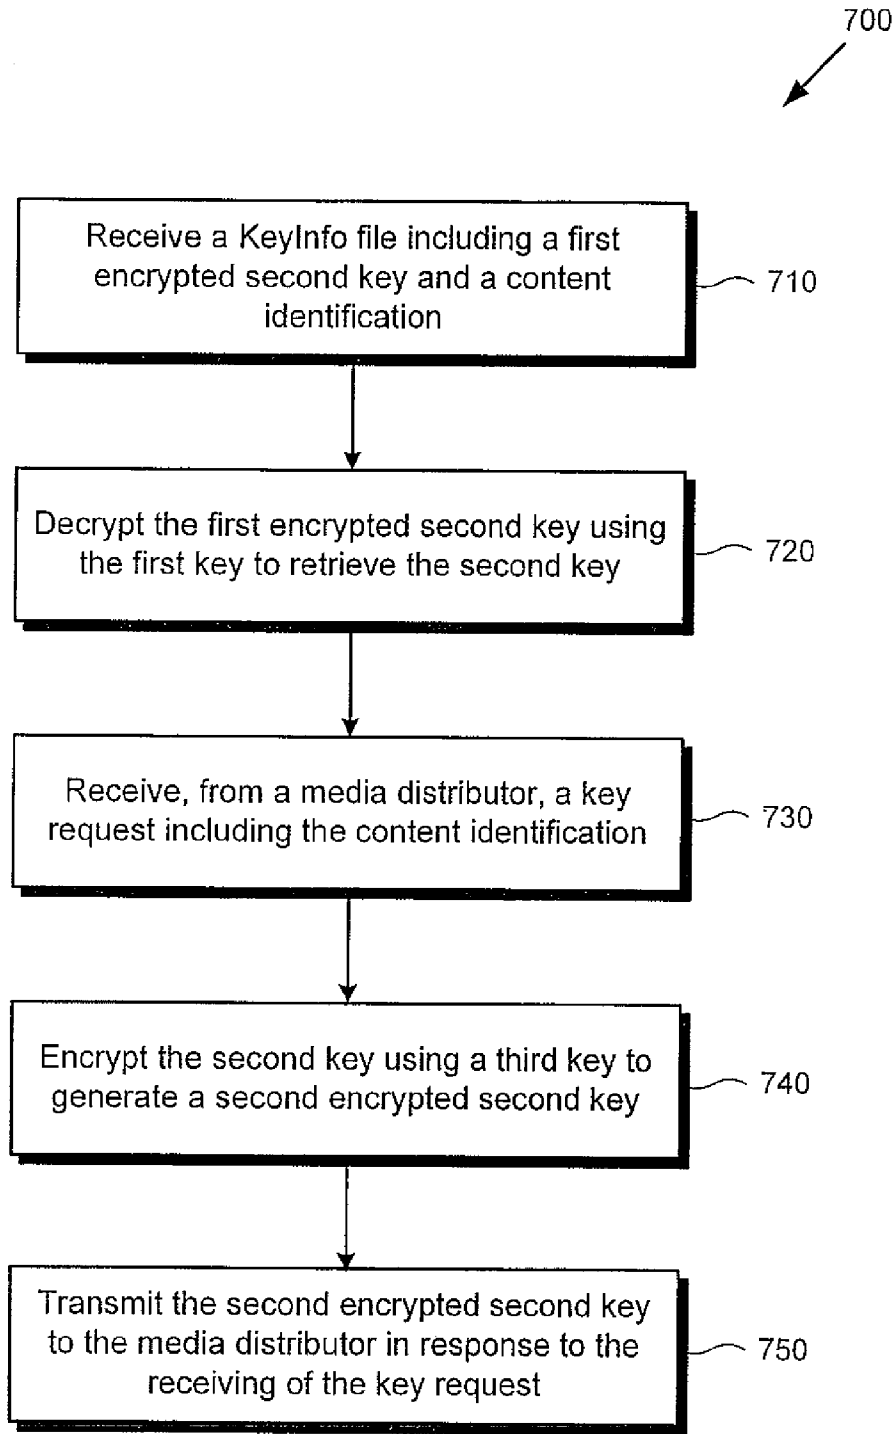 700
Receive a KeyInfo file including a first
encrypted second key and a content
identification
710
Decrypt the first encrypted second key using
the first key to retrieve the second key
720
Receive, from a media distributor, a key
request including the content identification
730
Encrypt the second key using a third key to
generate a second encrypted second key
740
Transmit the second encrypted second key
to the media distributor in response to the
receiving of the key request
750